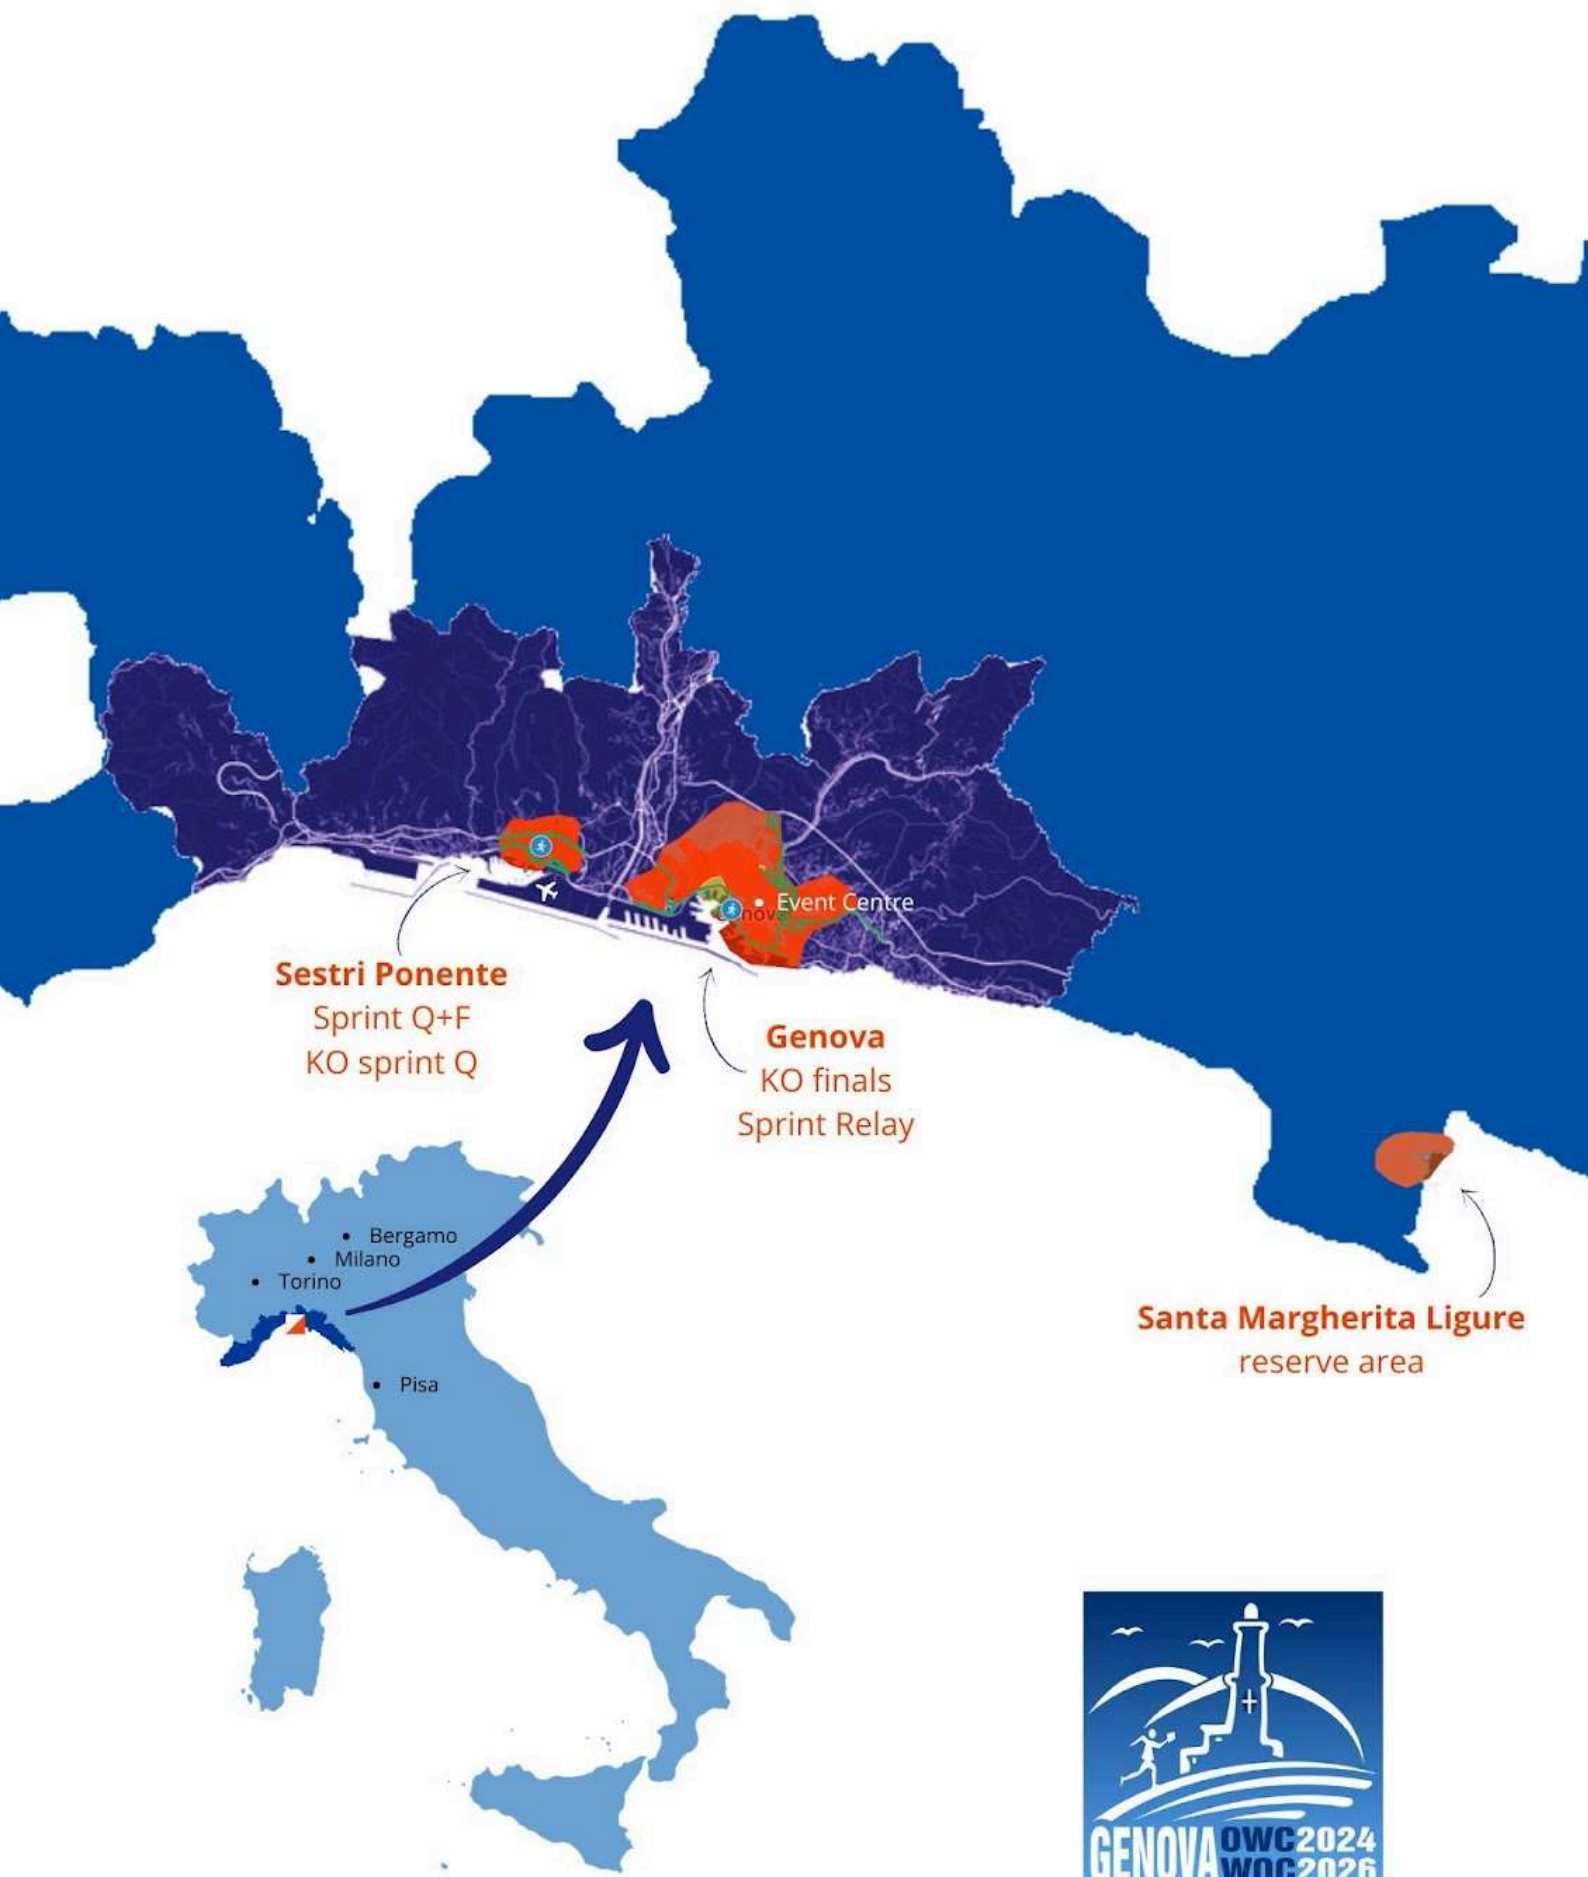 Event Centre
Genova
Sestri Ponente
Sprint Q+F
KO sprint Q
Genova
KO finals
Sprint Relay
Bergamo
Milano
Torino
Pisa
Santa Margherita Ligure
reserve area
GENOVA OWC2024
WOC2026